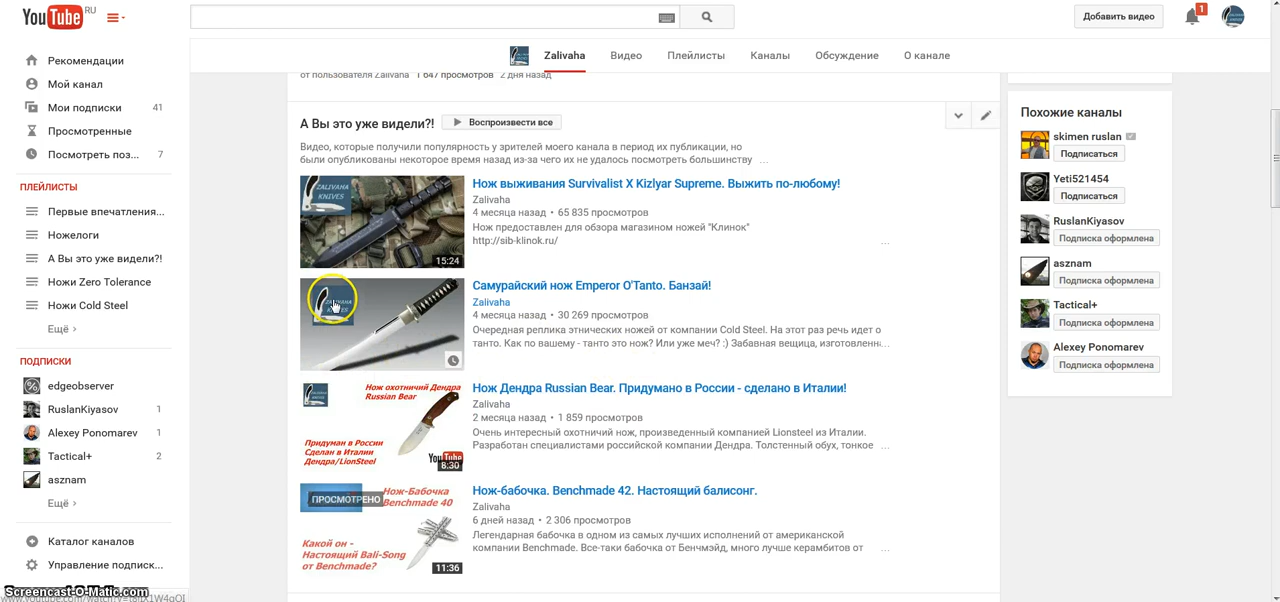 YouTube RU
Добавить видео
1
Zalivaha Видео Плейлисты Каналы Обсуждение О канале
Рекомендации
Мой канал
Мои подписки 41
Просмотренные
Посмотреть поз... 7
ПЛЕЙЛИСТЫ
Первые впечатления...
Ножелоги
А Вы это уже видели?!
Ножи Zero Tolerance
Ножи Cold Steel
Ещё ›
ПОДПИСКИ
edgeobserver
RuslanKiyasov 1
Alexey Ponomarev 1
Tactical+ 2
asznam
Ещё ›
Каталог каналов
Управление подписк...
Screencast-O-Matic.com
от пользователя Zalivaha 1 647 просмотров 2 дня назад
А Вы это уже видели?! Воспроизвести все
Видео, которые получили популярность у зрителей моего канала в период их публикации, но
были опубликованы некоторое время назад из-за чего их не удалось посмотреть большинству ...
ZALIVAHA
KNIVES
15:24
Нож выживания Survivalist X Kizlyar Supreme. Выжить по-любому!
Zalivaha
4 месяца назад • 65 835 просмотров
Нож предоставлен для обзора магазином ножей "Клинок"
http://sib-klinok.ru/ ...
ZALIVAHA
KNIVES
Самурайский нож Emperor O'Tanto. Банзай!
Zalivaha
4 месяца назад • 30 269 просмотров
Очередная реплика этнических ножей от компании Cold Steel. На этот раз речь идет о
танто. Как по вашему - танто это нож? Или уже меч? :) Забавная вещица, изготовленн...
Нож охотничий Дендра
Russian Bear
Придуман в России
Сделан в Италии
Дендра/LionSteel
YouTube
8:30
Нож Дендра Russian Bear. Придумано в России - сделано в Италии!
Zalivaha
2 месяца назад • 1 859 просмотров
Очень интересный охотничий нож, произведенный компанией Lionsteel из Италии.
Разработан специалистами российской компании Дендра. Толстенный обух, тонкое ...
ПРОСМОТРЕНО
Нож-Бабочка
Benchmade 40
Какой он -
Настоящий Bali-Song
от Benchmade?
11:36
Нож-бабочка. Benchmade 42. Настоящий балисонг.
Zalivaha
6 дней назад • 2 306 просмотров
Легендарная бабочка в одном из самых лучших исполнений от американской
компании Benchmade. Все-таки бабочка от Бенчмэйд, много лучше керамбитов от ...
Похожие каналы
skimen ruslan
Подписаться
Yeti521454
Подписаться
RuslanKiyasov
Подписка оформлена
asznam
Подписка оформлена
Tactical+
Подписка оформлена
Alexey Ponomarev
Подписка оформлена